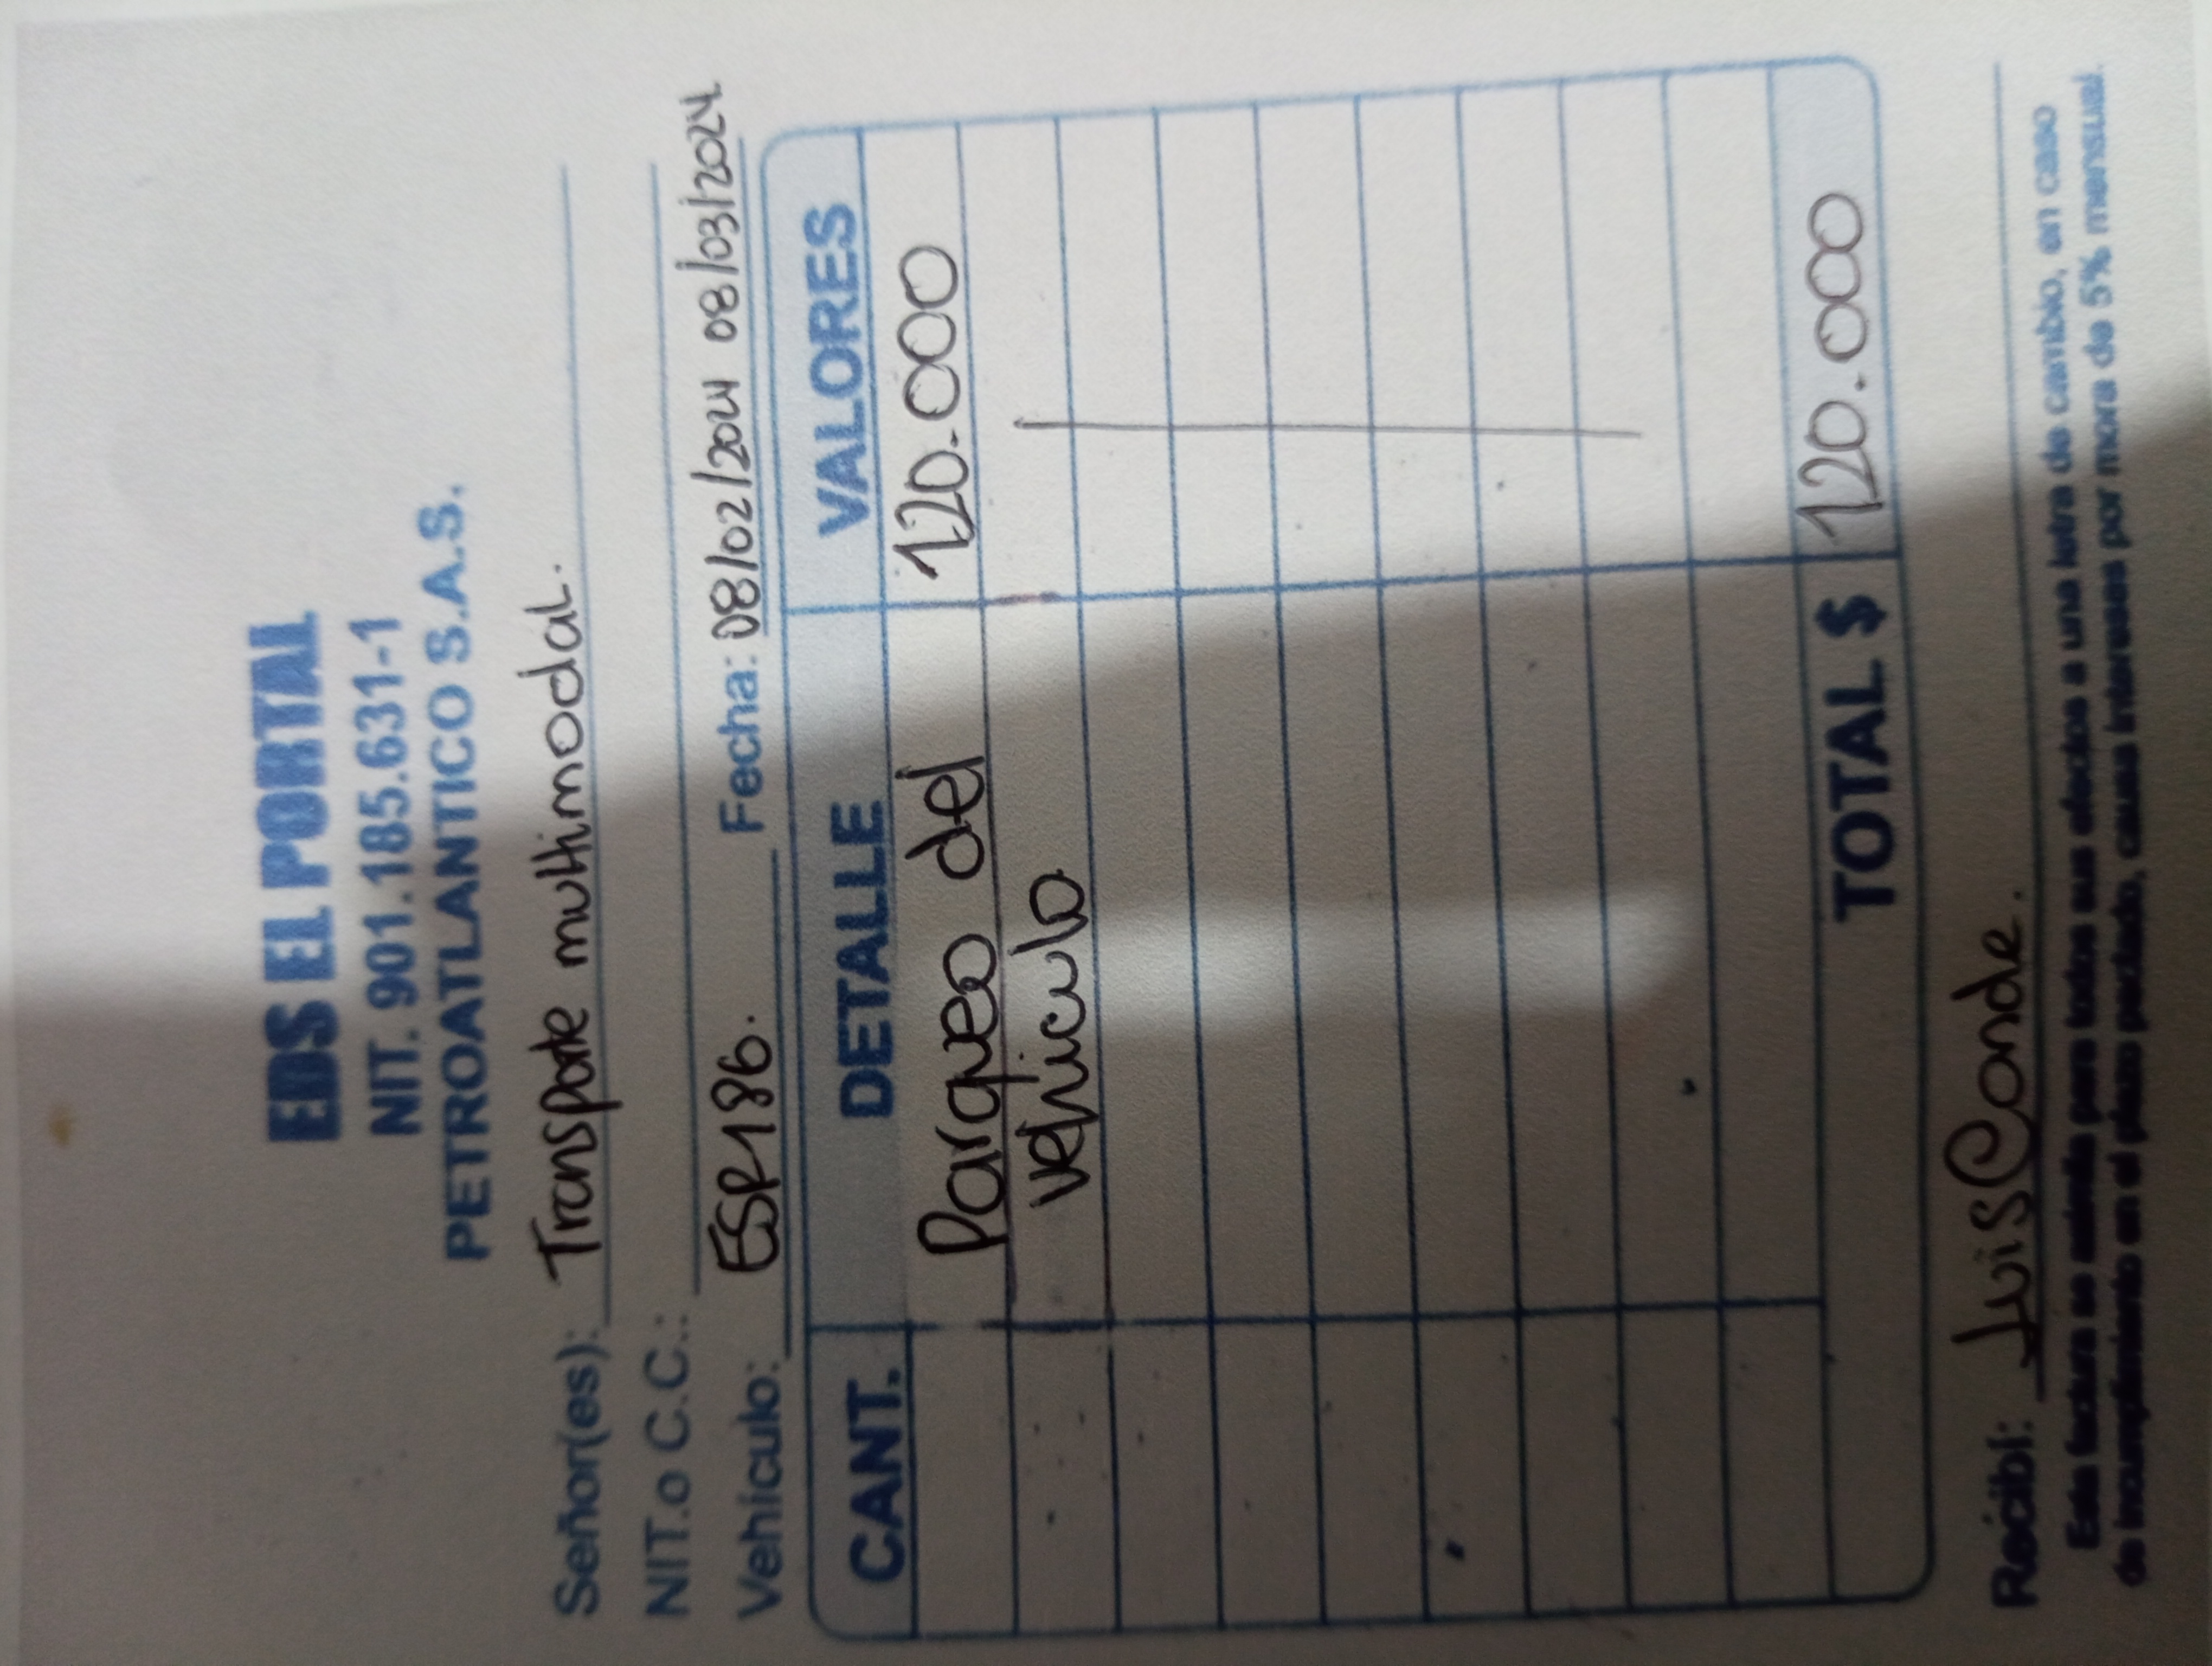 EDS EL PORTAL
NIT. 901.185.631-1
PETROATLANTICO S.A.S.
Señor(es): Transporte multimodal.
NIT.o C.C.:
Vehículo: ESR186. Fecha: 08/02/2024 08/03/2024
CANT. DETALLE VALORES
Parqueo del 120.000
vehiculo
TOTAL $ 120.000
Recibí: Luis Conde.
Esta factura se asimila para todos sus efectos a una letra de cambio, en caso
de incumplimiento en el plazo pactado, causa intereses por mora de 5% mensual.